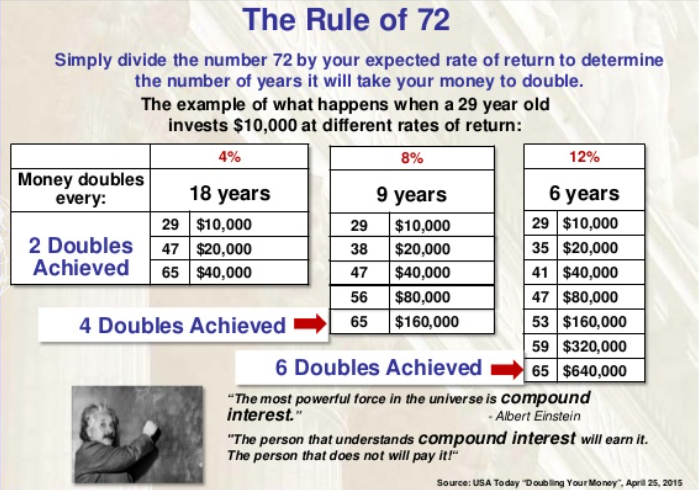 The Rule of 72
Simply divide the number 72 by your expected rate of return to determine
the number of years it will take your money to double.
The example of what happens when a 29 year old
invests $10,000 at different rates of return:
4%
Money doubles
every:
18 years
2 Doubles
Achieved
29 $10,000
47 $20,000
65 $40,000
8%
9 years
29 $10,000
38 $20,000
47 $40,000
56 $80,000
65 $160,000
4 Doubles Achieved
12%
6 years
29 $10,000
35 $20,000
41 $40,000
47 $80,000
53 $160,000
59 $320,000
65 $640,000
6 Doubles Achieved
“The most powerful force in the universe is compound
interest.” - Albert Einstein
"The person that understands compound interest will earn it.
The person that does not will pay it!“
Source: USA Today “Doubling Your Money”, April 25, 2015